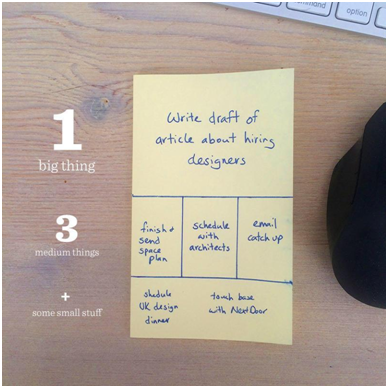 command
option
1
big thing
Write draft of
article about hiring
designers
3
medium things
finish &
send
space
plan
schedule
with
architects
email
catch up
+
some small stuff
shedule
UK design
dinner
touch base
with NextDoor